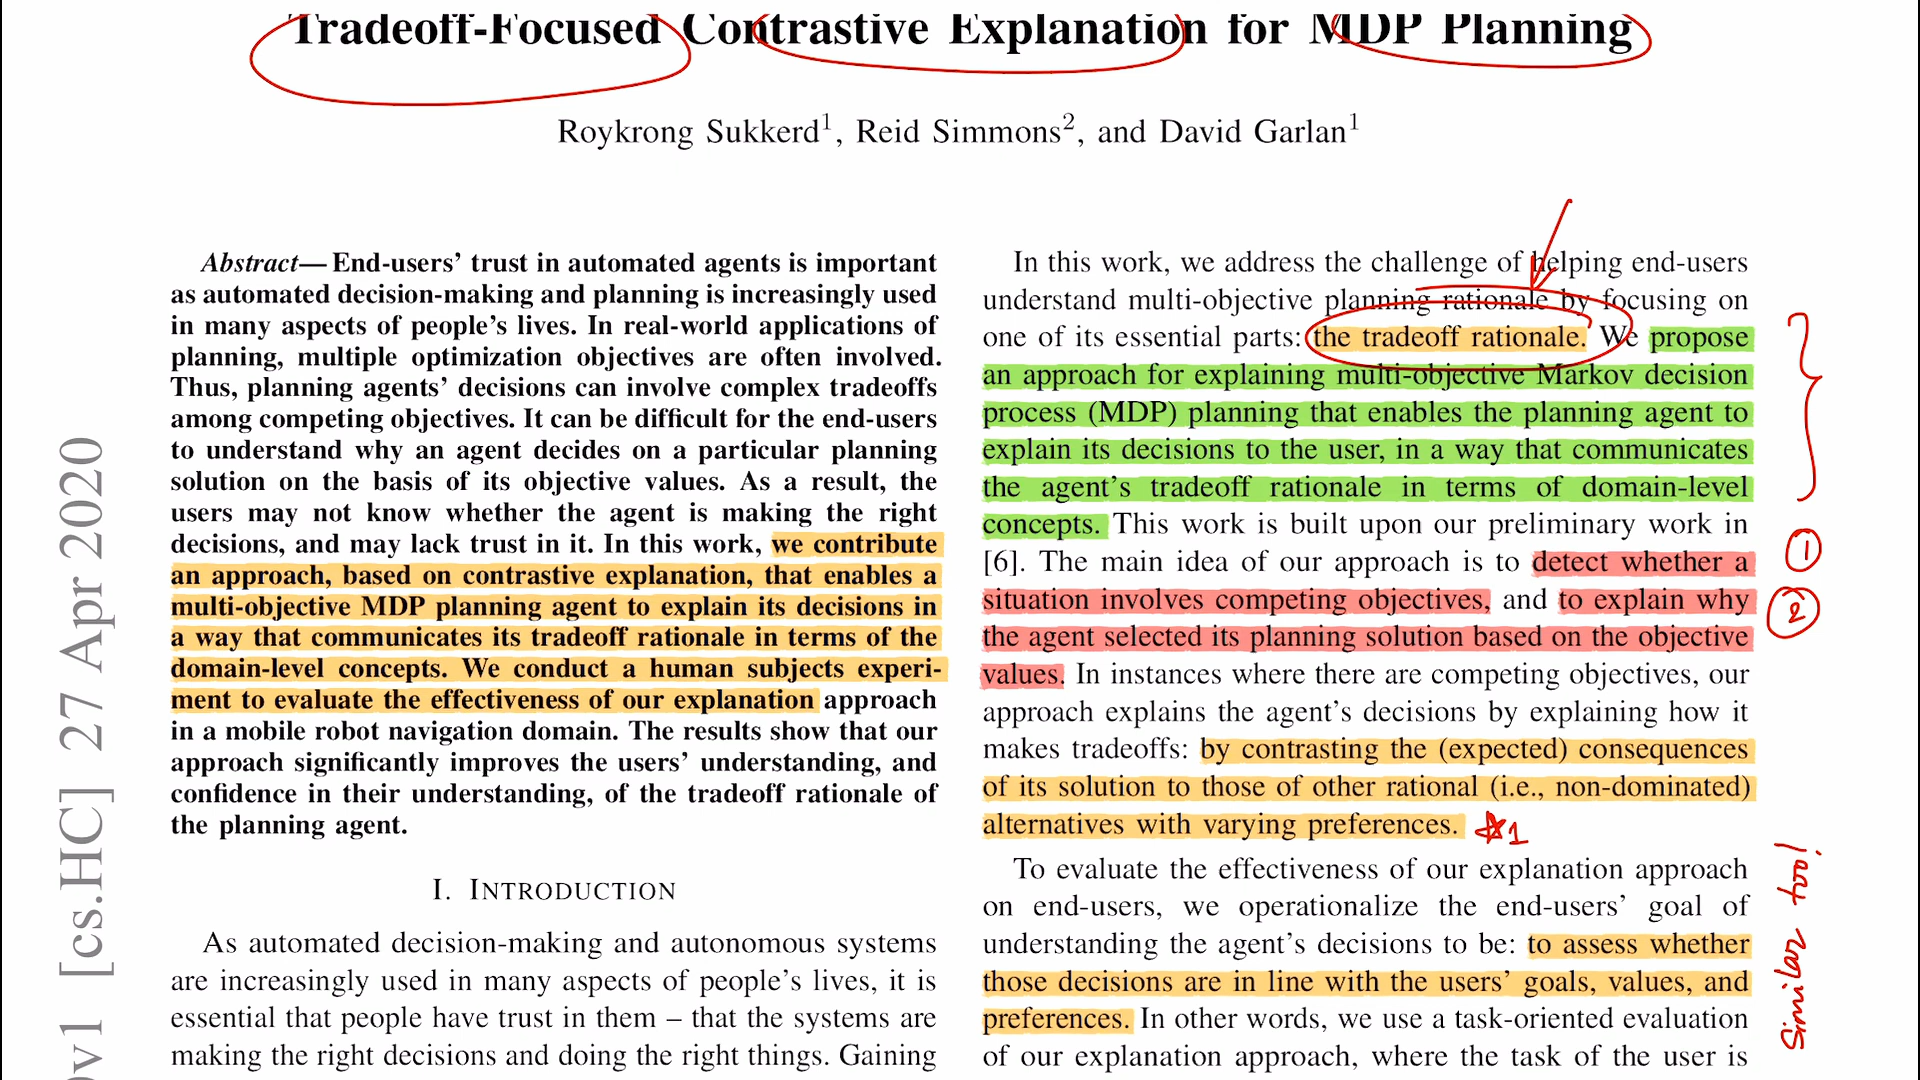 Tradeoff-Focused Contrastive Explanation for MDP Planning
Roykrong Sukkerd1, Reid Simmons2, and David Garlan1
Abstract— End-users’ trust in automated agents is important
as automated decision-making and planning is increasingly used
in many aspects of people’s lives. In real-world applications of
planning, multiple optimization objectives are often involved.
Thus, planning agents’ decisions can involve complex tradeoffs
among competing objectives. It can be difficult for the end-users
to understand why an agent decides on a particular planning
solution on the basis of its objective values. As a result, the
users may not know whether the agent is making the right
decisions, and may lack trust in it. In this work, we contribute
an approach, based on contrastive explanation, that enables a
multi-objective MDP planning agent to explain its decisions in
a way that communicates its tradeoff rationale in terms of the
domain-level concepts. We conduct a human subjects experi-
ment to evaluate the effectiveness of our explanation approach
in a mobile robot navigation domain. The results show that our
approach significantly improves the users’ understanding, and
confidence in their understanding, of the tradeoff rationale of
the planning agent.
I. INTRODUCTION
As automated decision-making and autonomous systems
are increasingly used in many aspects of people’s lives, it is
essential that people have trust in them – that the systems are
making the right decisions and doing the right things. Gaining
In this work, we address the challenge of helping end-users
understand multi-objective planning rationale by focusing on
one of its essential parts: the tradeoff rationale. We propose
an approach for explaining multi-objective Markov decision
process (MDP) planning that enables the planning agent to
explain its decisions to the user, in a way that communicates
the agent’s tradeoff rationale in terms of domain-level
concepts. This work is built upon our preliminary work in
[6]. The main idea of our approach is to detect whether a
situation involves competing objectives, and to explain why
the agent selected its planning solution based on the objective
values. In instances where there are competing objectives, our
approach explains the agent’s decisions by explaining how it
makes tradeoffs: by contrasting the (expected) consequences
of its solution to those of other rational (i.e., non-dominated)
alternatives with varying preferences. ☆1
To evaluate the effectiveness of our explanation approach
on end-users, we operationalize the end-users’ goal of
understanding the agent’s decisions to be: to assess whether
those decisions are in line with the users’ goals, values, and
preferences. In other words, we use a task-oriented evaluation
of our explanation approach, where the task of the user is
1
2
Similar too!
v1 [cs.HC] 27 Apr 2020